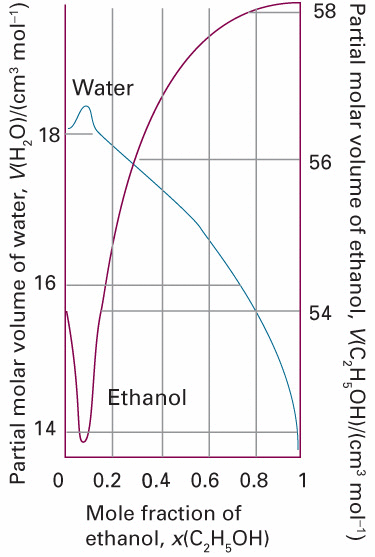 Partial molar volume of water, V(H₂O)/(cm³ mol⁻¹)
18
16
14
Water
Ethanol
58
56
54
Partial molar volume of ethanol, V(C₂H₅OH)/(cm³ mol⁻¹)
0 0.2 0.4 0.6 0.8 1
Mole fraction of
ethanol, x(C₂H₅OH)